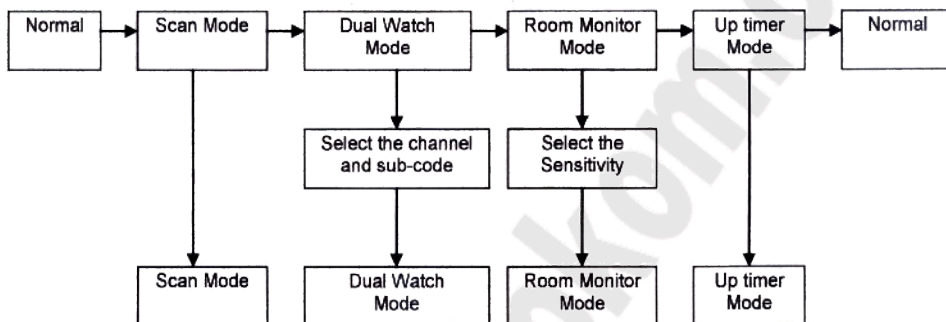 Normal
Scan Mode
Dual Watch
Mode
Room Monitor
Mode
Up timer
Mode
Normal
Select the channel
and sub-code
Select the
Sensitivity
Scan Mode
Dual Watch
Mode
Room Monitor
Mode
Up timer
Mode